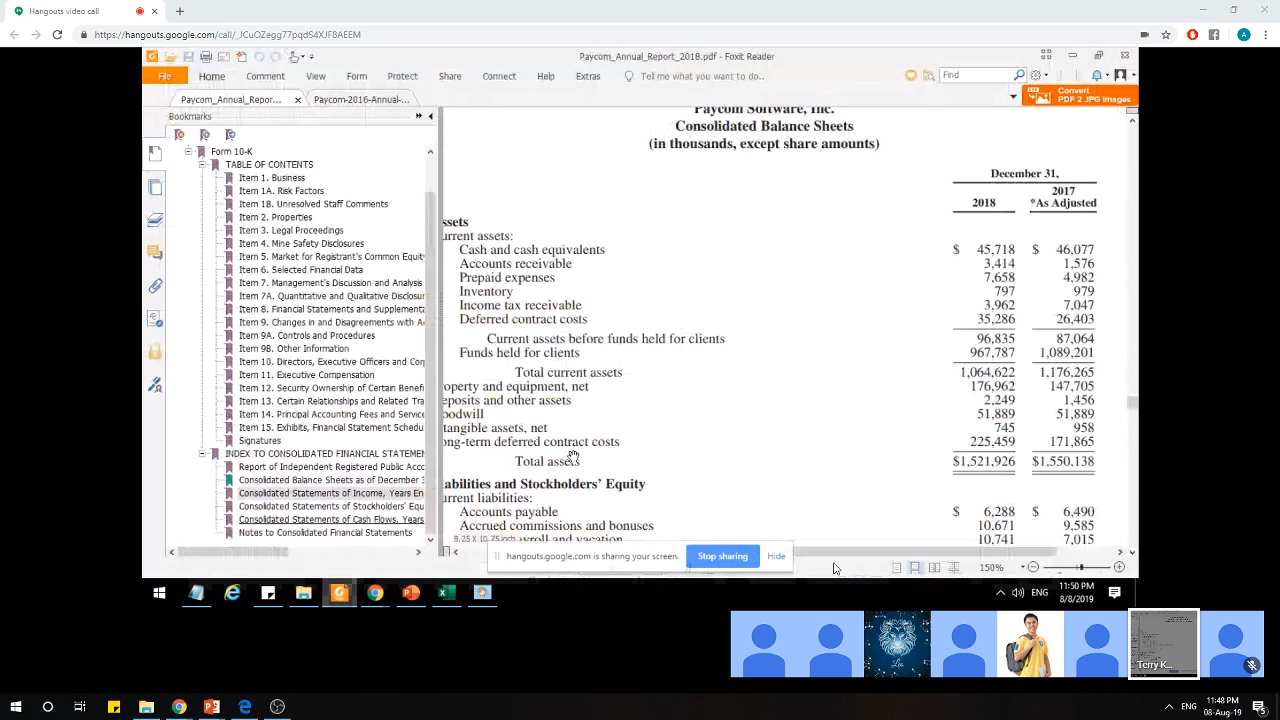 Hangouts video call
https://hangouts.google.com/call/_JCuOZegg77pqdS4XJF8AEEM
Paycom_Annual_Report_2018.pdf - Foxit Reader
File Home Comment View Form Protect Share Connect Help Extras Tell me what you want to do.. Find
Paycom_Annual_Repor... Paycom-2016-Annual-... Convert
PDF 2 JPG Images
Bookmarks
Form 10-K
TABLE OF CONTENTS
Item 1. Business
Item 1A. Risk Factors
Item 1B. Unresolved Staff Comments
Item 2. Properties
Item 3. Legal Proceedings
Item 4. Mine Safety Disclosures
Item 5. Market for Registrant's Common Equity
Item 6. Selected Financial Data
Item 7. Management's Discussion and Analysis
Item 7A. Quantitative and Qualitative Disclosur
Item 8. Financial Statements and Supplementa
Item 9. Changes in and Disagreements with Ac
Item 9A. Controls and Procedures
Item 9B. Other Information
Item 10. Directors, Executive Officers and Cor
Item 11. Executive Compensation
Item 12. Security Ownership of Certain Benefi
Item 13. Certain Relationships and Related Tra
Item 14. Principal Accounting Fees and Service
Item 15. Exhibits, Financial Statement Schedu
Signatures
INDEX TO CONSOLIDATED FINANCIAL STATEMEN
Report of Independent Registered Public Acco
Consolidated Balance Sheets as of December 3
Consolidated Statements of Income, Years En
Consolidated Statements of Stockholders' Equ
Consolidated Statements of Cash Flows, Years
Notes to Consolidated Financial Statements
Paycom Software, Inc.
Consolidated Balance Sheets
(in thousands, except share amounts)
December 31,
2018 2017
*As Adjusted
ssets
urrent assets:
Cash and cash equivalents $ 45,718 $ 46,077
Accounts receivable 3,414 1,576
Prepaid expenses 7,658 4,982
Inventory 797 979
Income tax receivable 3,962 7,047
Deferred contract costs 35,286 26,403
Current assets before funds held for clients 96,835 87,064
Funds held for clients 967,787 1,089,201
Total current assets 1,064,622 1,176,265
operty and equipment, net 176,962 147,705
eposits and other assets 2,249 1,456
oodwill 51,889 51,889
tangible assets, net 745 958
ong-term deferred contract costs 225,459 171,865
Total assets $1,521,926 $1,550,138
abilities and Stockholders' Equity
urrent liabilities:
Accounts payable $ 6,288 $ 6,490
Accrued commissions and bonuses 10,671 9,585
ayroll and vacation 10,741 7,015
8.25 x 10.75 inch
hangouts.google.com is sharing your screen. Stop sharing Hide
150%
ENG 11:50 PM
8/8/2019
Terry K...
ENG 11:48 PM
08-Aug-19